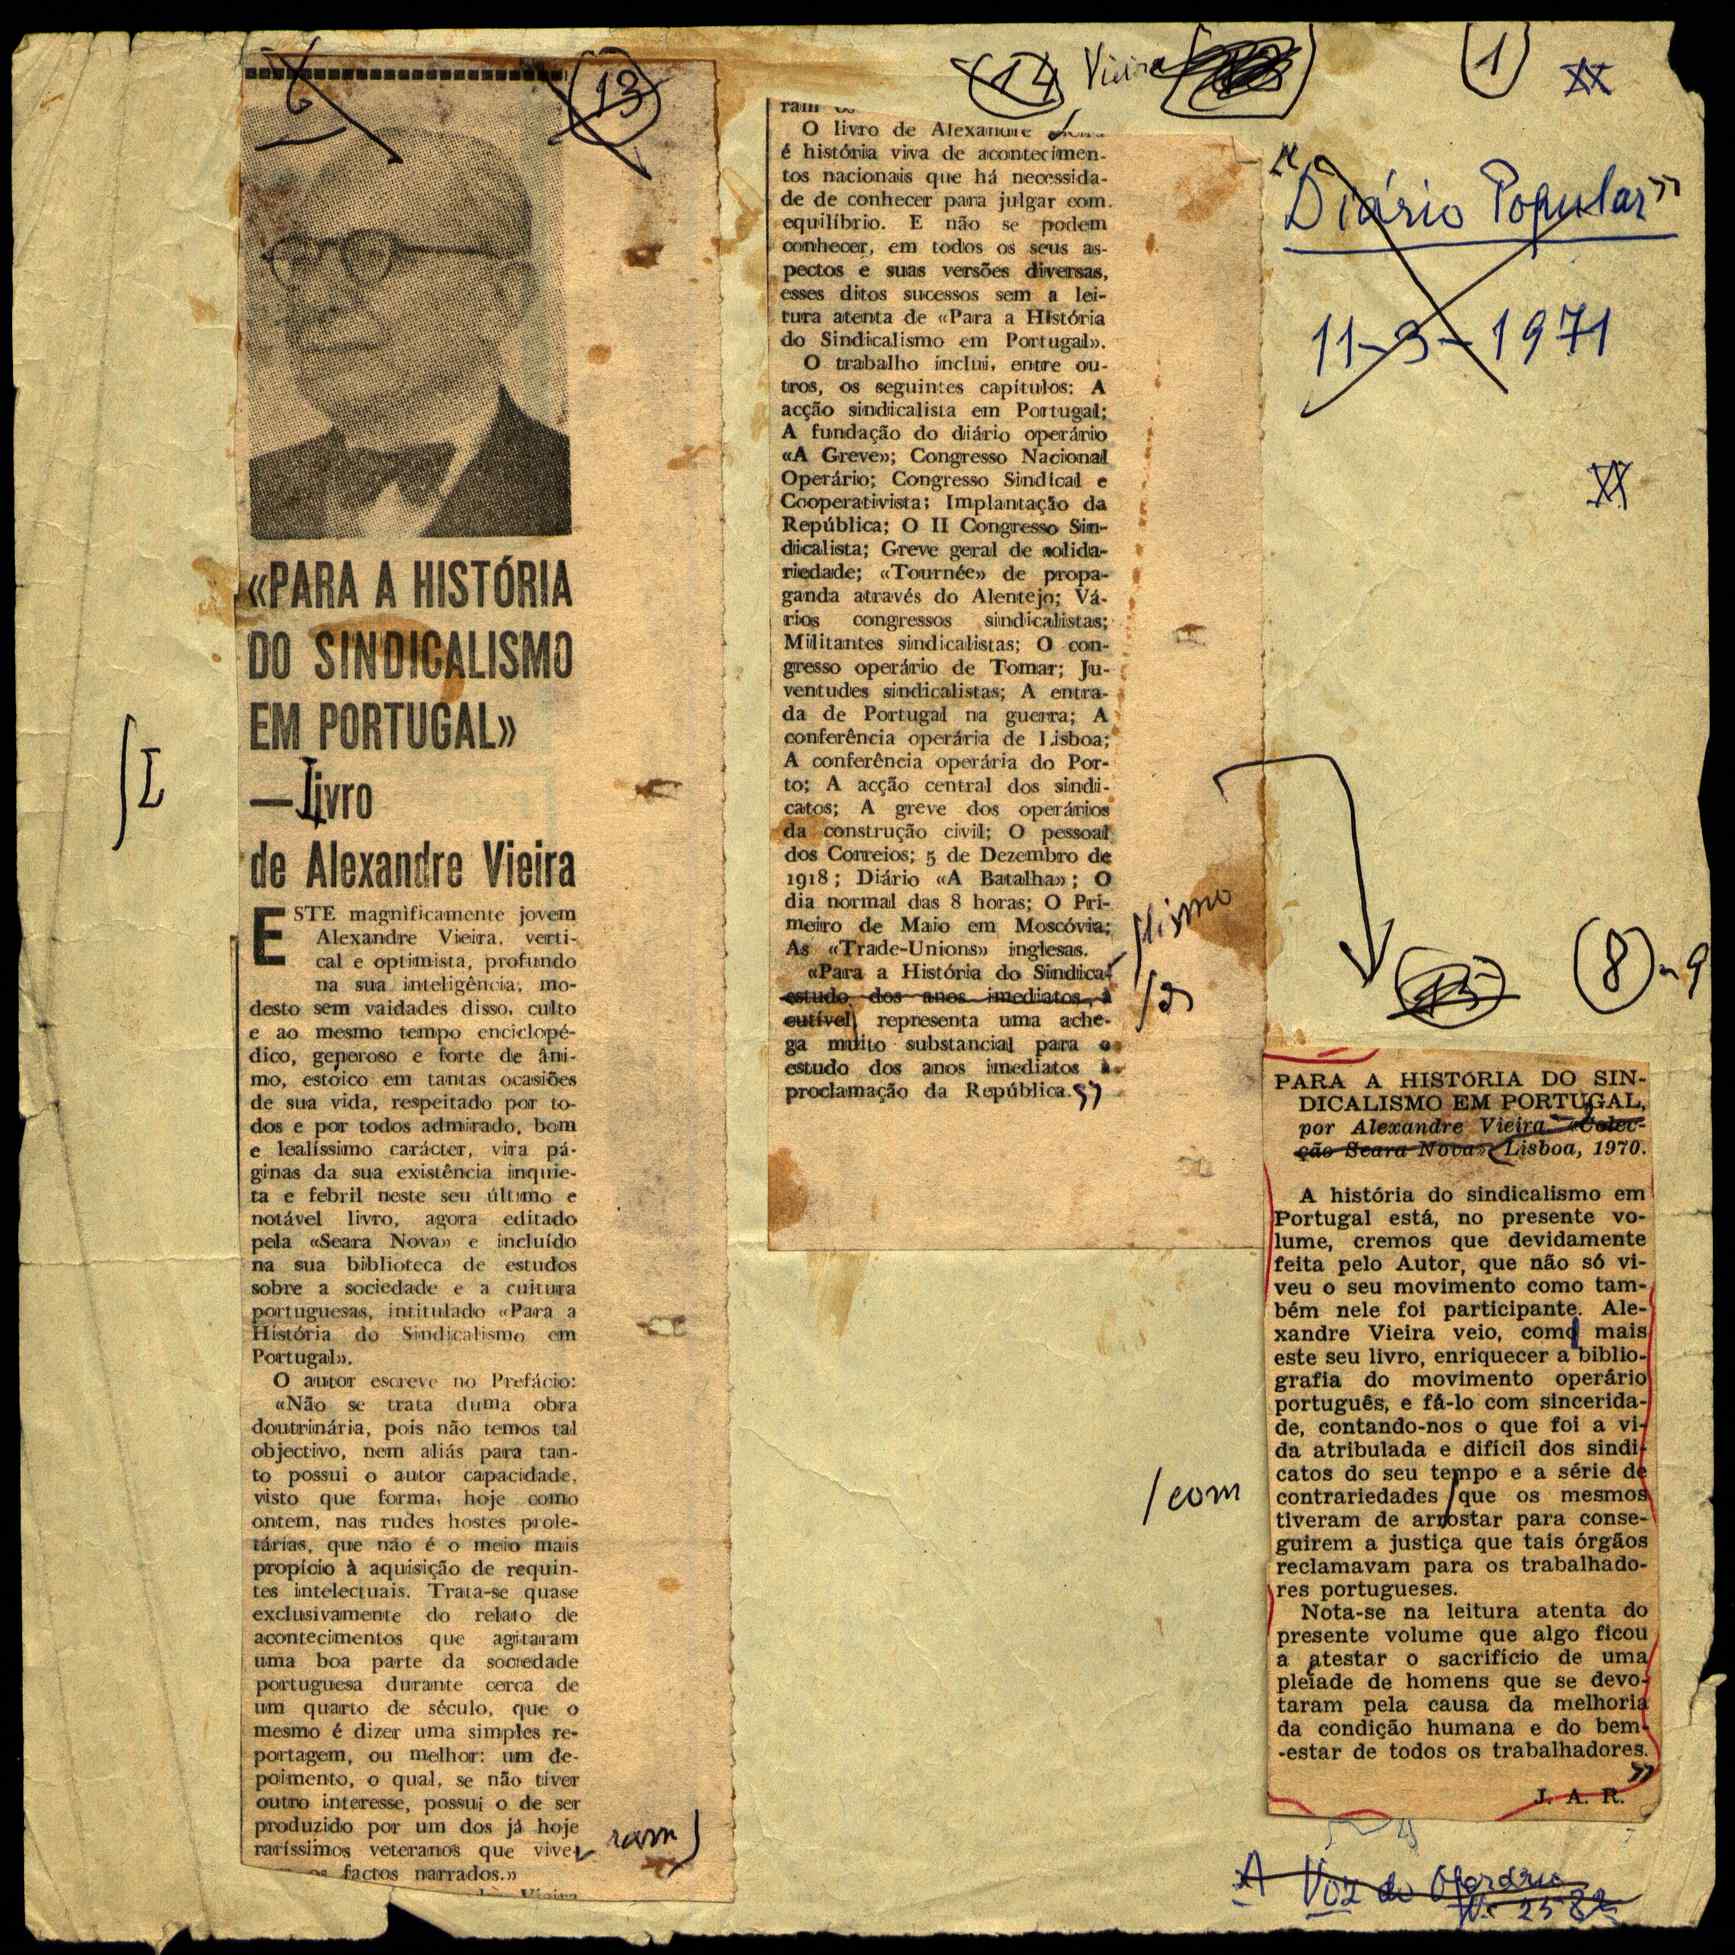 13
14
Vieira
1
«Diário Popular»
11-3-1971
«PARA A HISTÓRIA
DO SINDICALISMO
EM PORTUGAL»
—Livro
de Alexandre Vieira
ESTE magnificamente jovem
Alexandre Vieira, verti-
cal e optimista, profundo
na sua inteligência, mo-
desto sem vaidades disso, culto
e ao mesmo tempo enciclopé-
dico, generoso e forte de âni-
mo, estóico em tantas ocasiões
de sua vida, respeitado por to-
dos e por todos admirado, bom
e lealíssimo carácter, vira pá-
ginas da sua existência inquie-
ta e febril neste seu último e
notável livro, agora editado
pela «Seara Nova» e incluído
na sua biblioteca de estudos
sobre a sociedade e a cultura
portuguesas, intitulado «Para a
História do Sindicalismo em
Portugal».
O autor escreve no Prefácio:
«Não se trata duma obra
doutrinária, pois não temos tal
objectivo, nem aliás para tan-
to possui o autor capacidade,
visto que forma, hoje como
ontem, nas rudes hostes prole-
tárias, que não é o meio mais
propício à aquisição de requin-
tes intelectuais. Trata-se quase
exclusivamente do relato de
acontecimentos que agitaram
uma boa parte da sociedade
portuguesa durante cerca de
um quarto de século, que o
mesmo é dizer uma simples re-
portagem, ou melhor: um de-
poimento, o qual, se não tiver
outro interesse, possui o de ser
produzido por um dos já hoje
raríssimos veteranos que vive-
ram
os factos narrados.»
Vieira
ram os
O livro de Alexandre Vieira
é história viva de acontecimen-
tos nacionais que há necessida-
de de conhecer para julgar com
equilíbrio. E não se podem
conhecer, em todos os seus as-
pectos e suas versões diversas,
esses ditos sucessos sem a lei-
tura atenta de «Para a História
do Sindicalismo em Portugal».
O trabalho inclui, entre ou-
tros, os seguintes capítulos: A
acção sindicalista em Portugal;
A fundação do diário operário
«A Greve»; Congresso Nacional
Operário; Congresso Sindical e
Cooperativista; Implantação da
República; O II Congresso Sin-
dicalista; Greve geral de solida-
riedade; «Tournée» de propa-
ganda através do Alentejo; Vá-
rios congressos sindicalistas;
Militantes sindicalistas; O con-
gresso operário de Tomar; Ju-
ventudes sindicalistas; A entra-
da de Portugal na guerra; A
conferência operária de Lisboa;
A conferência operária do Por-
to; A acção central dos sindi-
catos; A greve dos operários
da construção civil; O pessoal
dos Correios; 5 de Dezembro de
1918; Diário «A Batalha»; O
dia normal das 8 horas; O Pri-
meiro de Maio em Moscóvia;
As «Trade-Unions» inglesas.
«Para a História do Sindica-
lismo
estudo dos anos imediatos à
eutível, representa uma ache-
ga muito substancial para o
estudo dos anos imediatos à
proclamação da República.»
8
9
PARA A HISTÓRIA DO SIN-
DICALISMO EM PORTUGAL,
por Alexandre Vieira — «Colec-
ção Seara Nova» Lisboa, 1970.
A história do sindicalismo em
Portugal está, no presente vo-
lume, cremos que devidamente
feita pelo Autor, que não só vi-
veu o seu movimento como tam-
bém nele foi participante. Ale-
xandre Vieira veio, como mais
este seu livro, enriquecer a biblio-
grafia do movimento operário
português, e fá-lo com sincerida-
de, contando-nos o que foi a vi-
da atribulada e difícil dos sindi-
catos do seu tempo e a série de
/com
contrariedades que os mesmos
tiveram de arrostar para conse-
guirem a justiça que tais órgãos
reclamavam para os trabalhado-
res portugueses.
Nota-se na leitura atenta do
presente volume que algo ficou
a atestar o sacrifício de uma
pleiade de homens que se devo-
taram pela causa da melhoria
da condição humana e do bem-
-estar de todos os trabalhadores.
»
J. A. R.
A Voz do Operário